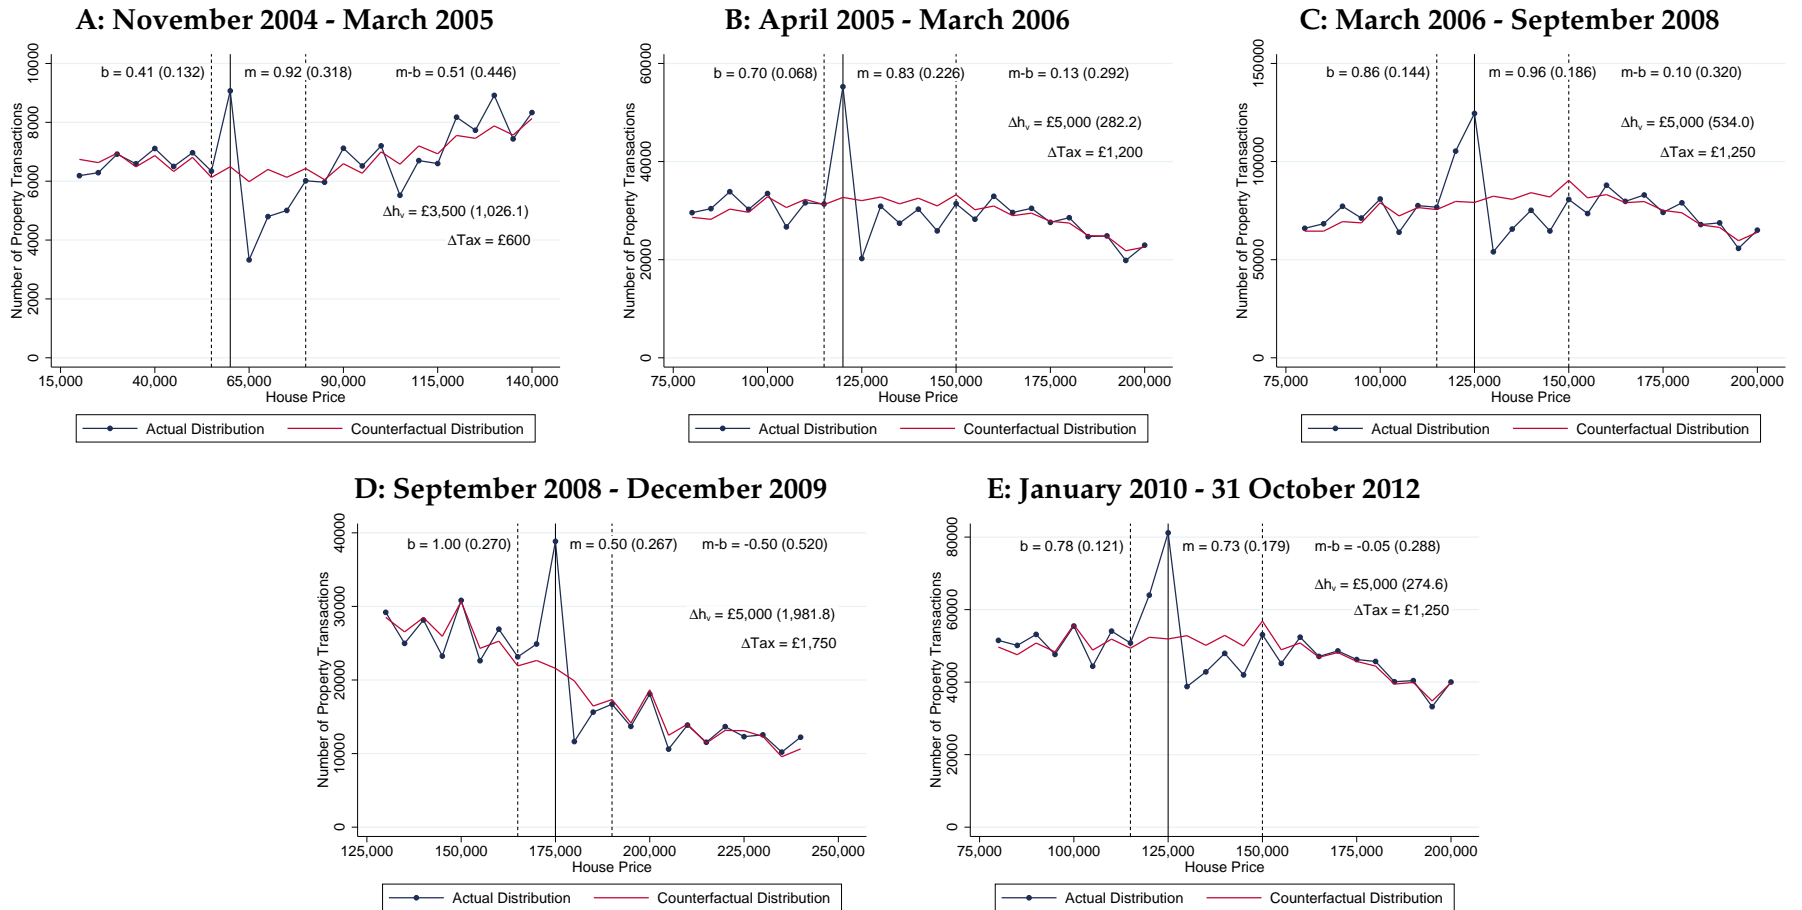 A: November 2004 - March 2005
b = 0.41 (0.132)
m = 0.92 (0.318)
m-b = 0.51 (0.446)
Δhv = £3,500 (1,026.1)
ΔTax = £600
Number of Property Transactions
0
2000
4000
6000
8000
10000
15,000
40,000
65,000
90,000
115,000
140,000
House Price
Actual Distribution
Counterfactual Distribution
B: April 2005 - March 2006
b = 0.70 (0.068)
m = 0.83 (0.226)
m-b = 0.13 (0.292)
Δhv = £5,000 (282.2)
ΔTax = £1,200
Number of Property Transactions
0
20000
40000
60000
75,000
100,000
125,000
150,000
175,000
200,000
House Price
Actual Distribution
Counterfactual Distribution
C: March 2006 - September 2008
b = 0.86 (0.144)
m = 0.96 (0.186)
m-b = 0.10 (0.320)
Δhv = £5,000 (534.0)
ΔTax = £1,250
Number of Property Transactions
0
50000
100000
150000
75,000
100,000
125,000
150,000
175,000
200,000
House Price
Actual Distribution
Counterfactual Distribution
D: September 2008 - December 2009
b = 1.00 (0.270)
m = 0.50 (0.267)
m-b = -0.50 (0.520)
Δhv = £5,000 (1,981.8)
ΔTax = £1,750
Number of Property Transactions
0
10000
20000
30000
40000
125,000
150,000
175,000
200,000
225,000
250,000
House Price
Actual Distribution
Counterfactual Distribution
E: January 2010 - 31 October 2012
b = 0.78 (0.121)
m = 0.73 (0.179)
m-b = -0.05 (0.288)
Δhv = £5,000 (274.6)
ΔTax = £1,250
Number of Property Transactions
0
20000
40000
60000
80000
75,000
100,000
125,000
150,000
175,000
200,000
House Price
Actual Distribution
Counterfactual Distribution